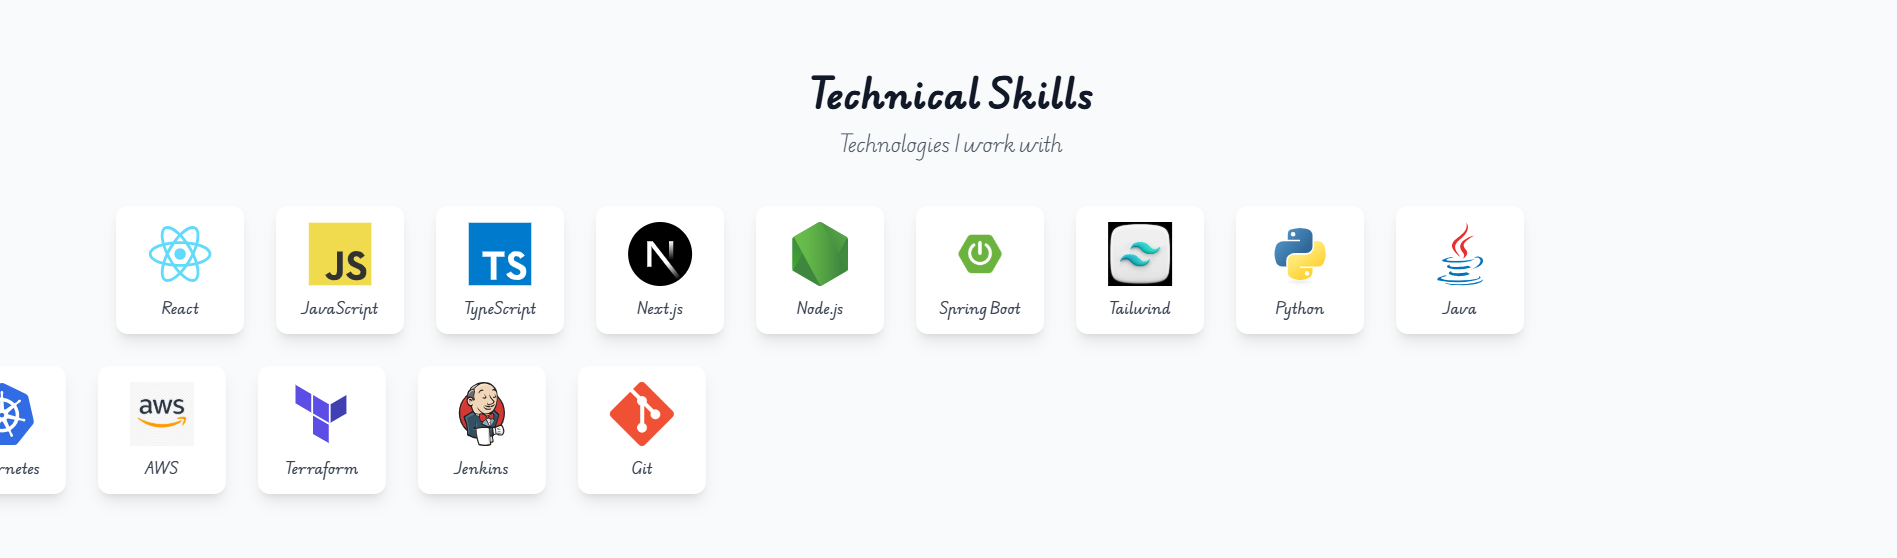 Technical Skills
Technologies I work with
JS
TS
N
React JavaScript TypeScript Next.js Node.js Spring Boot Tailwind Python Java
aws
rnetes AWS Terraform Jenkins Git